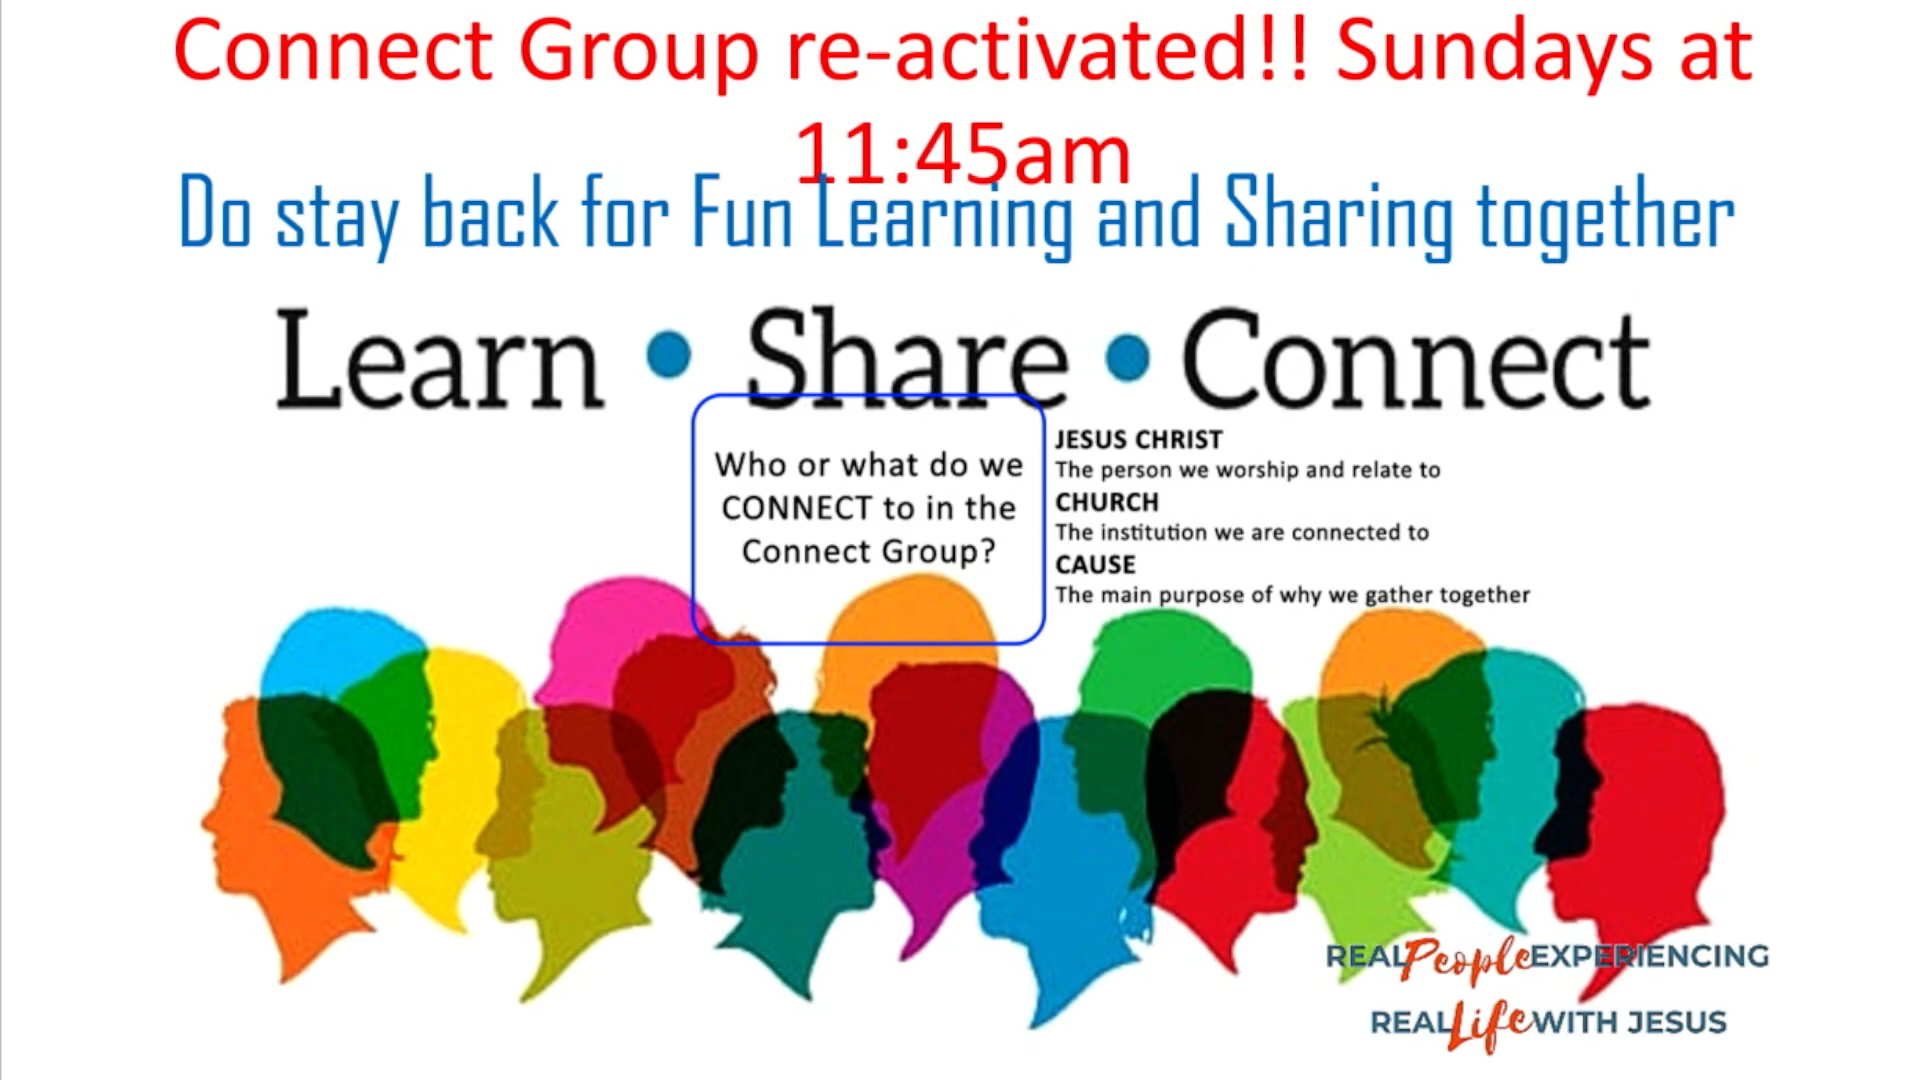 Connect Group re-activated!! Sundays at
11:45am
Do stay back for Fun Learning and Sharing together
Learn • Share • Connect
Who or what do we
CONNECT to in the
Connect Group?
JESUS CHRIST
The person we worship and relate to
CHURCH
The institution we are connected to
CAUSE
The main purpose of why we gather together
REAL People EXPERIENCING
REAL Life WITH JESUS